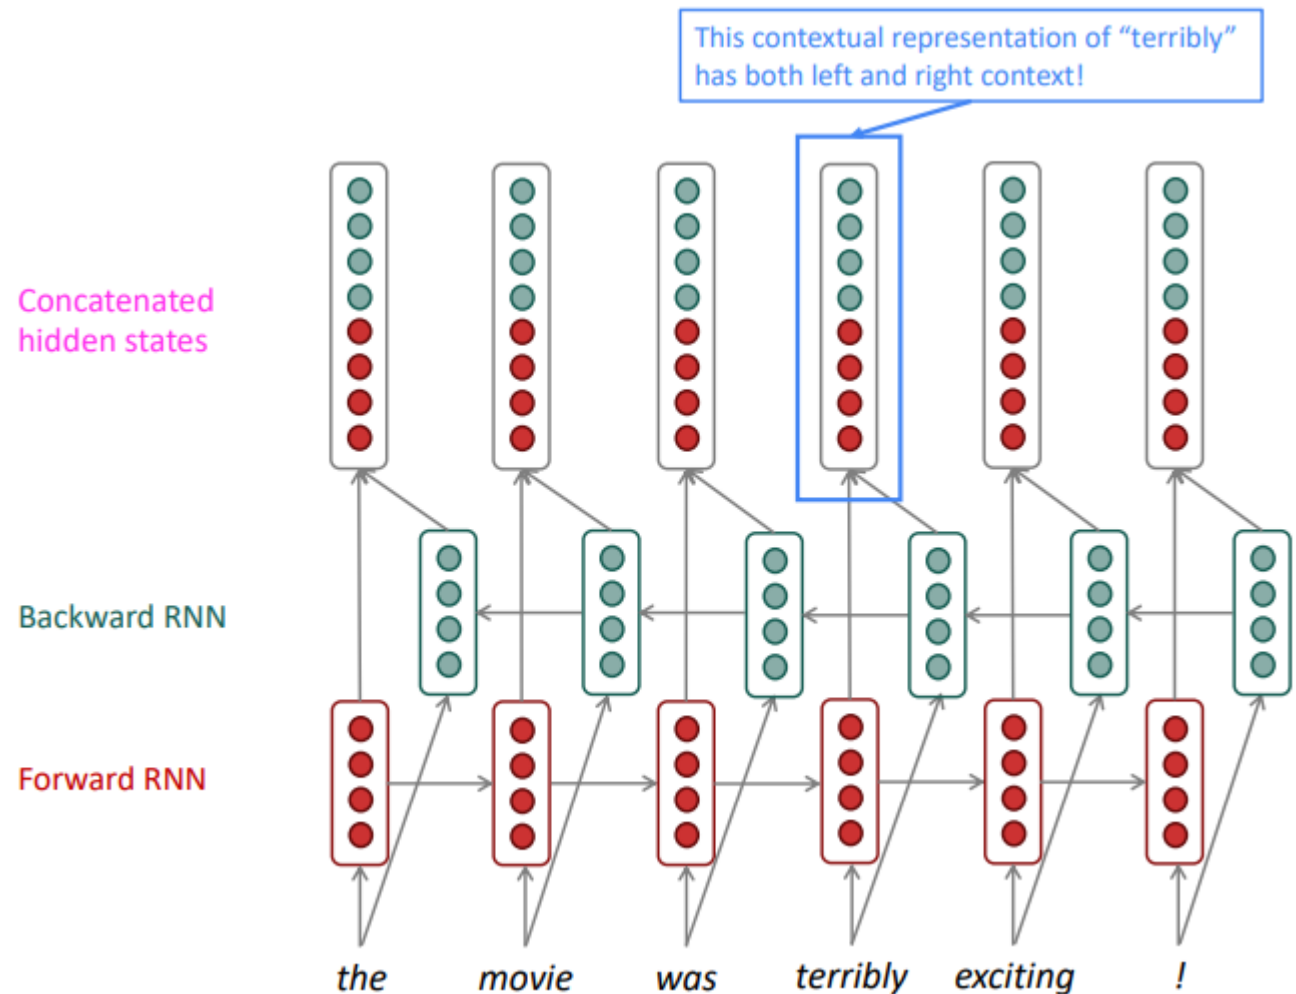 This contextual representation of “terribly”
has both left and right context!
Concatenated
hidden states
Backward RNN
Forward RNN
the movie was terribly exciting !